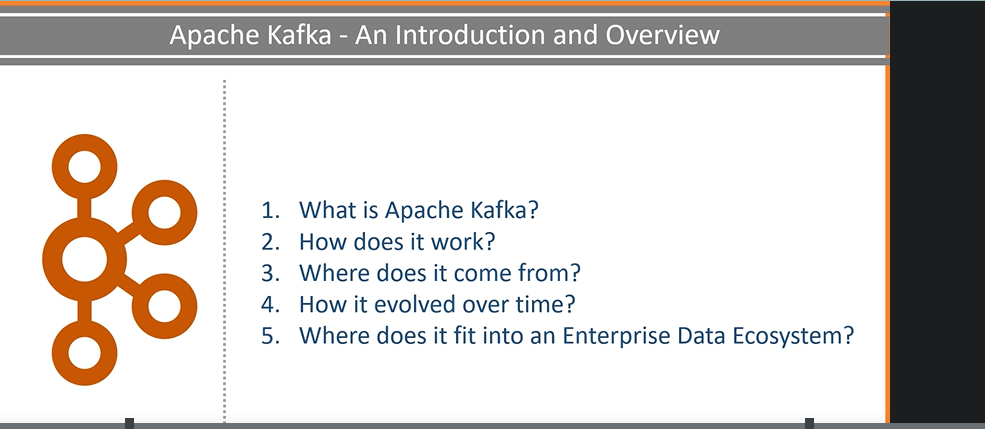 Apache Kafka - An Introduction and Overview
1. What is Apache Kafka?
2. How does it work?
3. Where does it come from?
4. How it evolved over time?
5. Where does it fit into an Enterprise Data Ecosystem?